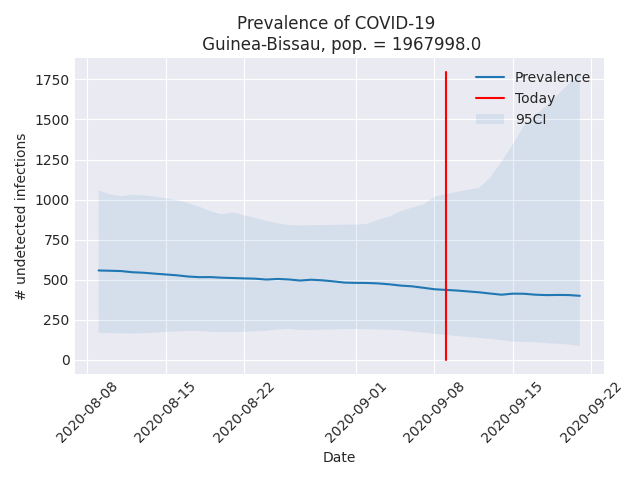 Prevalence of COVID-19
Guinea-Bissau, pop. = 1967998.0
Prevalence
Today
95CI
# undetected infections
1750
1500
1250
1000
750
500
250
0
2020-08-08
2020-08-15
2020-08-22
2020-09-01
2020-09-08
2020-09-15
2020-09-22
Date